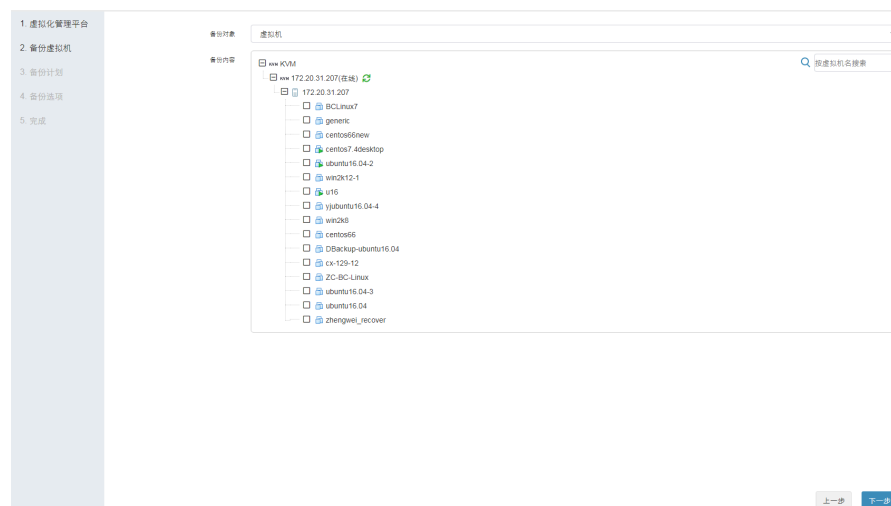 1. 虚拟化管理平台
2. 备份虚拟机
3. 备份计划
4. 备份选项
5. 完成
备份对象 虚拟机
备份内容
KVM KVM
按虚拟机名搜索
KVM 172.20.31.207(在线)
172.20.31.207
BCLinux7
generic
centos66new
centos7.4desktop
ubuntu16.04-2
win2k12-1
u16
yjubuntu16.04-4
win2k8
centos66
DBackup-ubuntu16.04
cx-129-12
ZC-BC-Linux
ubuntu16.04-3
ubuntu16.04
zhengwei_recover
上一步 下一步